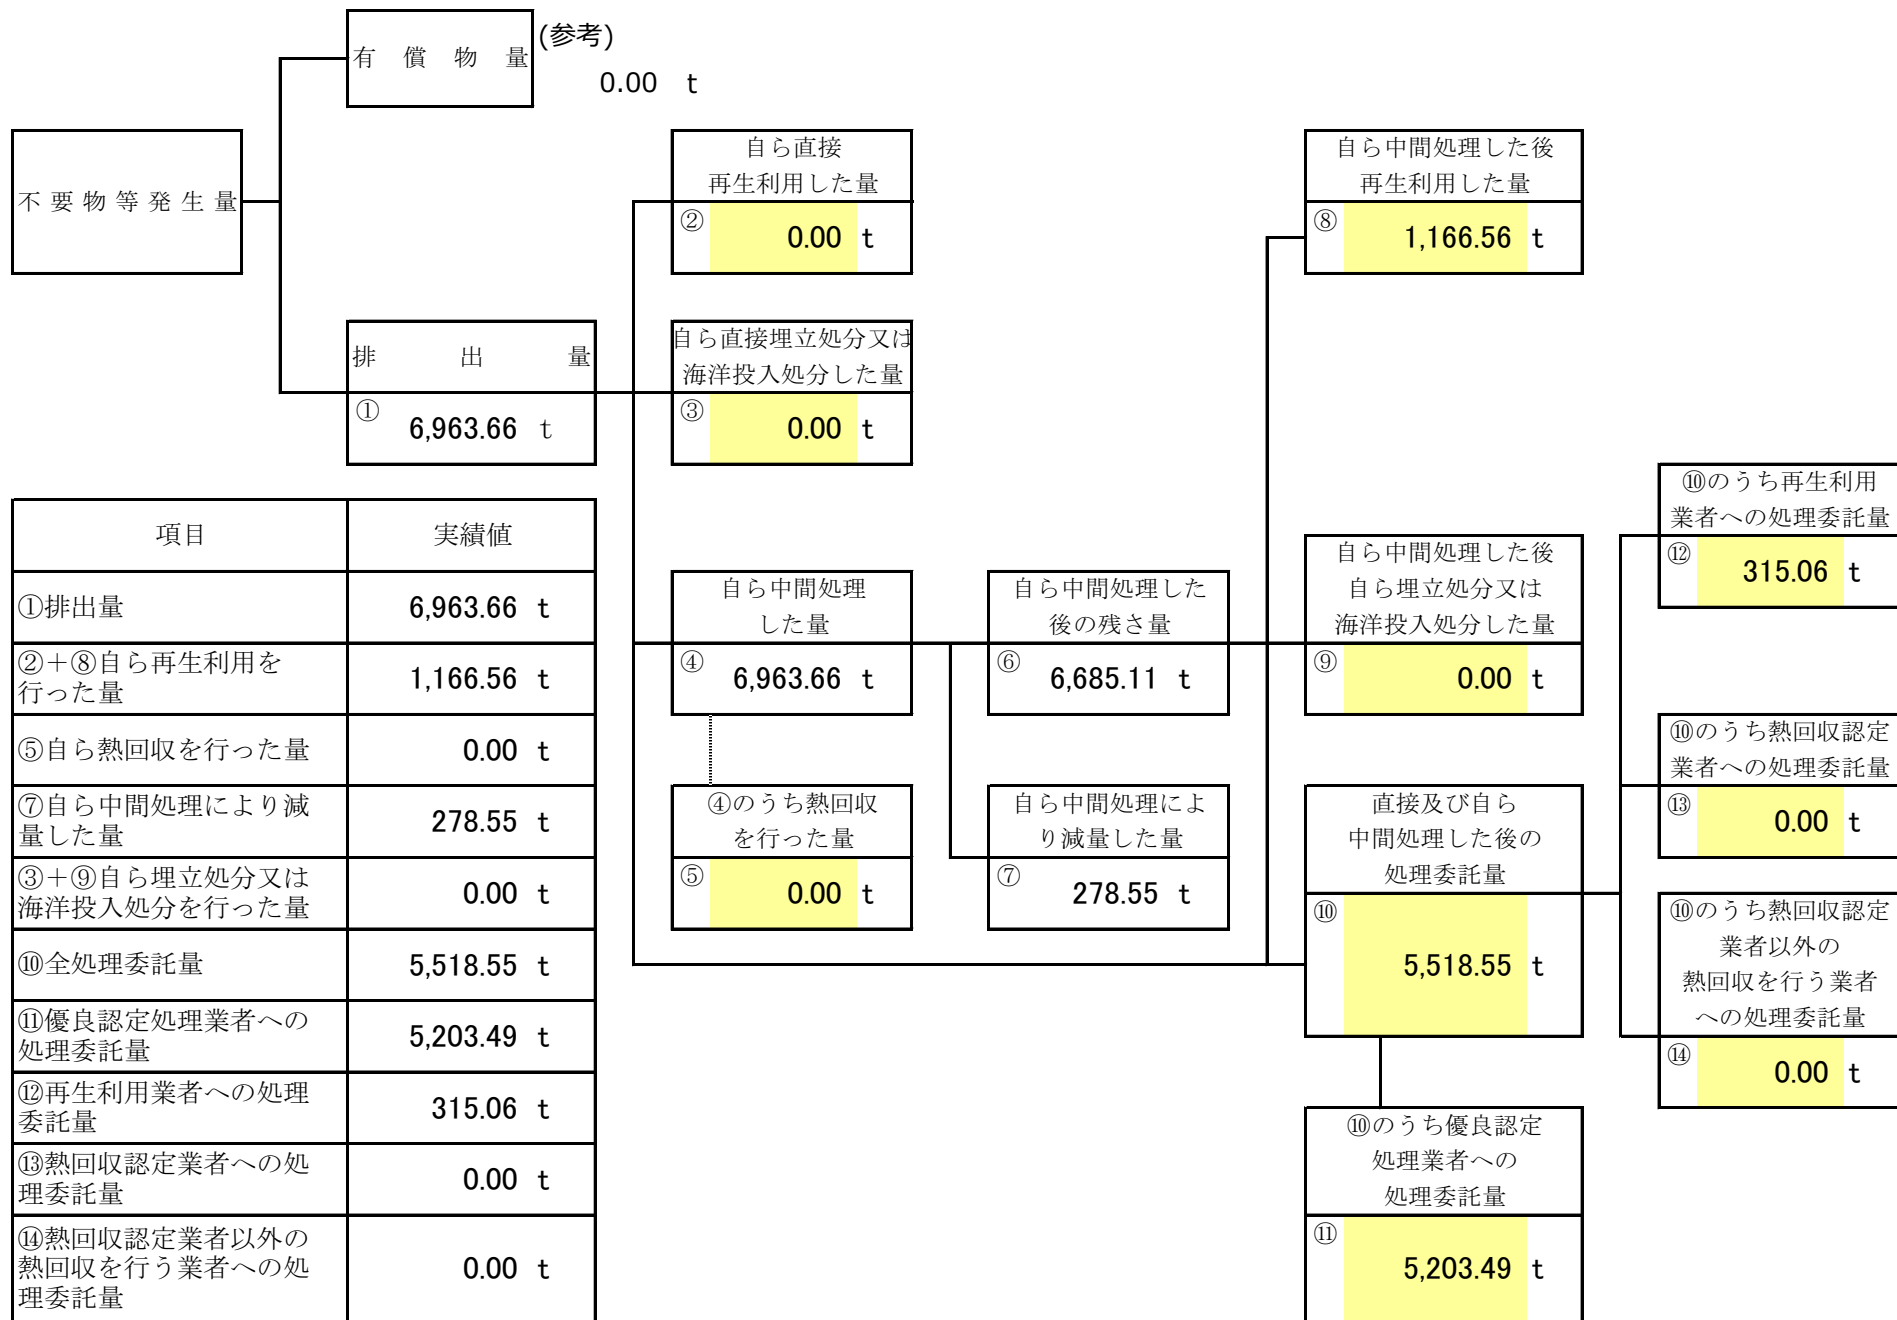 有償物量
(参考)
0.00 t
不要物等発生量
自ら直接
再生利用した量
② 0.00 t
自ら中間処理した後
再生利用した量
⑧ 1,166.56 t
排出量
① 6,963.66 t
自ら直接埋立処分又は
海洋投入処分した量
③ 0.00 t
項目 実績値
①排出量 6,963.66 t
②＋⑧自ら再生利用を
行った量 1,166.56 t
⑤自ら熱回収を行った量 0.00 t
⑦自ら中間処理により減
量した量 278.55 t
③＋⑨自ら埋立処分又は
海洋投入処分を行った量 0.00 t
⑩全処理委託量 5,518.55 t
⑪優良認定処理業者への
処理委託量 5,203.49 t
⑫再生利用業者への処理
委託量 315.06 t
⑬熱回収認定業者への処
理委託量 0.00 t
⑭熱回収認定業者以外の
熱回収を行う業者への処
理委託量 0.00 t
自ら中間処理
した量
④ 6,963.66 t
④のうち熱回収
を行った量
⑤ 0.00 t
自ら中間処理した
後の残さ量
⑥ 6,685.11 t
自ら中間処理によ
り減量した量
⑦ 278.55 t
自ら中間処理した後
自ら埋立処分又は
海洋投入処分した量
⑨ 0.00 t
直接及び自ら
中間処理した後の
処理委託量
⑩ 5,518.55 t
⑩のうち優良認定
処理業者への
処理委託量
⑪ 5,203.49 t
⑩のうち再生利用
業者への処理委託量
⑫ 315.06 t
⑩のうち熱回収認定
業者への処理委託量
⑬ 0.00 t
⑩のうち熱回収認定
業者以外の
熱回収を行う業者
への処理委託量
⑭ 0.00 t